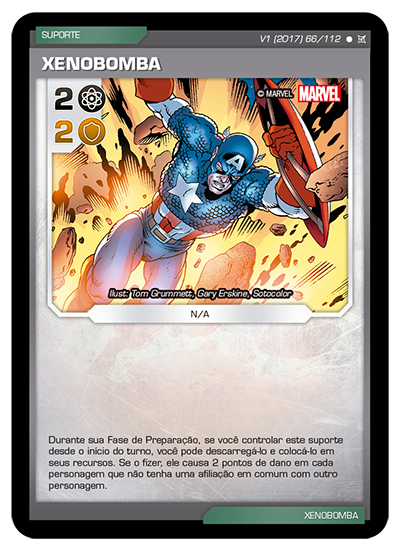 SUPORTE
V1 (2017) 66/112
XENOBOMBA
2
2
© MARVEL MARVEL
A
Ilust: Tom Grummett, Gary Erskine, Sotocolor
N/A
Durante sua Fase de Preparação, se você controlar este suporte
desde o início do turno, você pode descarregá-lo e colocá-lo em
seus recursos. Se o fizer, ele causa 2 pontos de dano em cada
personagem que não tenha uma afiliação em comum com outro
personagem.
XENOBOMBA